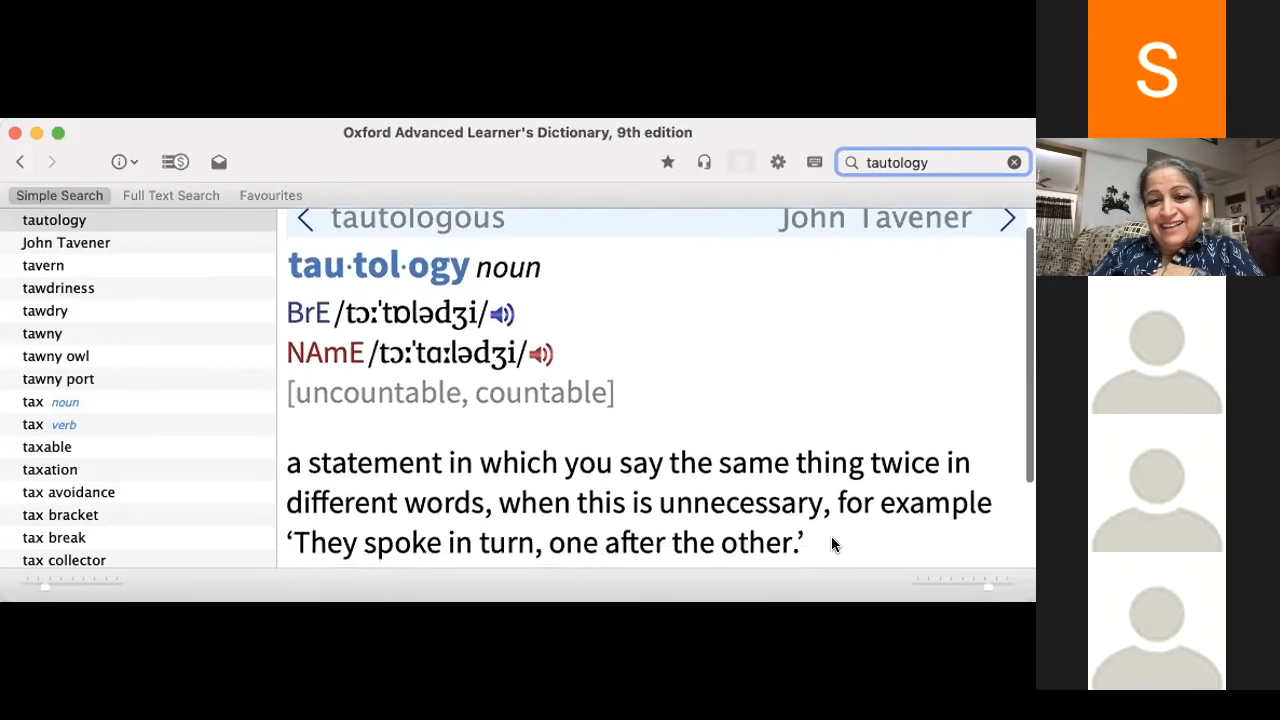 S
Oxford Advanced Learner's Dictionary, 9th edition
tautology
Simple Search Full Text Search Favourites
tautology
John Tavener
tavern
tawdriness
tawdry
tawny
tawny owl
tawny port
tax noun
tax verb
taxable
taxation
tax avoidance
tax bracket
tax break
tax collector
tautologous John Tavener
tau·tol·ogy noun
BrE /tɔːˈtɒlədʒi/
NAmE /tɔːˈtɑːlədʒi/
[uncountable, countable]
a statement in which you say the same thing twice in
different words, when this is unnecessary, for example
‘They spoke in turn, one after the other.’